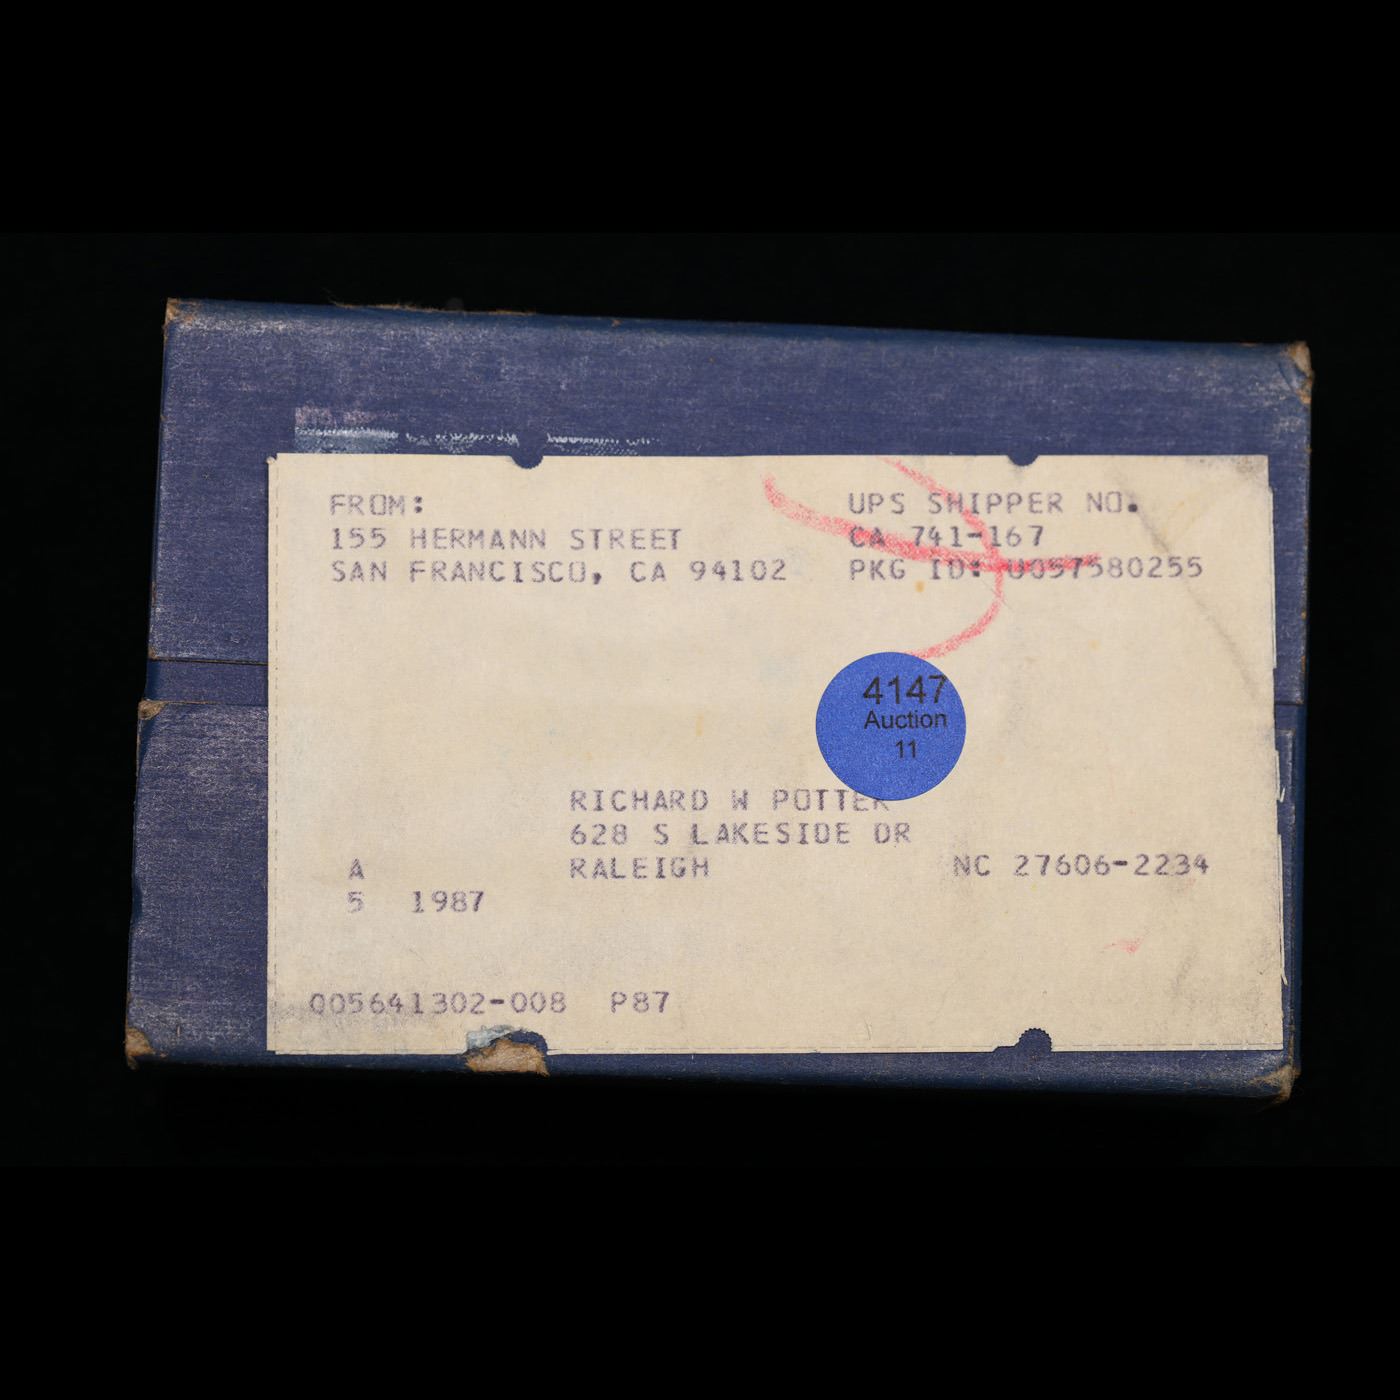 FROM:
155 HERMANN STREET
SAN FRANCISCO, CA 94102
UPS SHIPPER NO.
CA 741-167
PKG ID: U057580255
4147
Auction
11
RICHARD W POTTER
628 S LAKESIDE DR
RALEIGH NC 27606-2234
A
5 1987
005641302-008 P87